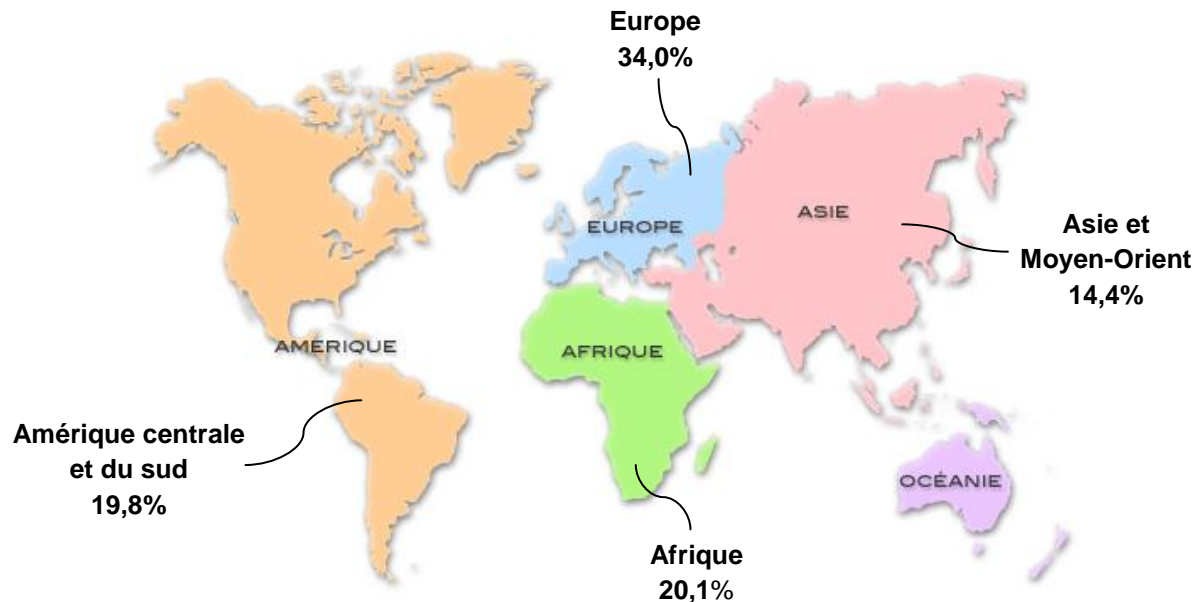 Europe
34,0%
EUROPE
ASIE
Asie et
Moyen-Orient
14,4%
AMÉRIQUE
AFRIQUE
Amérique centrale
et du sud
19,8%
OCÉANIE
Afrique
20,1%